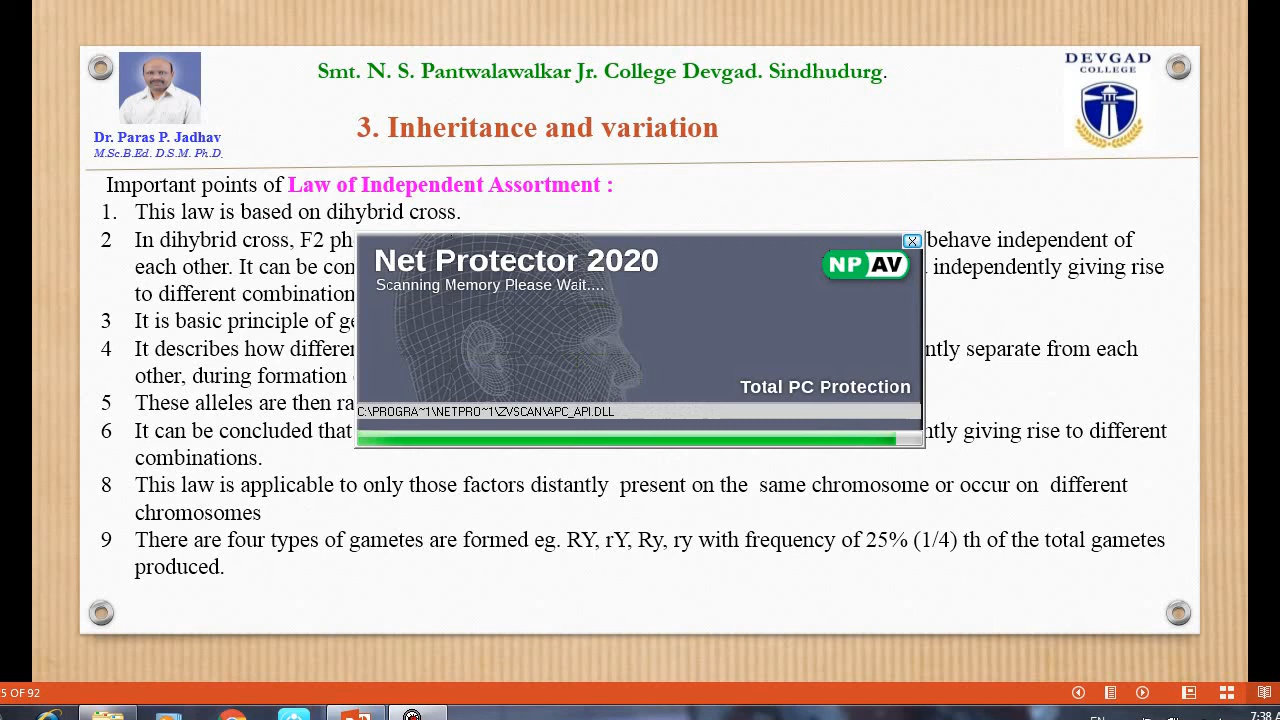 Smt. N. S. Pantwalawalkar Jr. College Devgad. Sindhudurg.
DEVGAD
COLLEGE
3. Inheritance and variation
Dr. Paras P. Jadhav
M.Sc.B.Ed. D.S.M. Ph.D.
Important points of Law of Independent Assortment :
1. This law is based on dihybrid cross.
2 In dihybrid cross, F2 behave independent of
each other. It can be independently giving rise
to different
3 It is basic principle of
4 It describes how separate from each
other, during formation
5 These alleles are then
6 It can be concluded that giving rise to different
combinations.
8 This law is applicable to only those factors distantly present on the same chromosome or occur on different
chromosomes
9 There are four types of gametes are formed eg. RY, rY, Ry, ry with frequency of 25% (1/4) th of the total gametes
produced.
Net Protector 2020
NP AV
Scanning Memory Please Wait....
Total PC Protection
C:\PROGRA~1\NETPRO~1\ZVSCAN\APC_API.DLL
5 OF 92
7:38